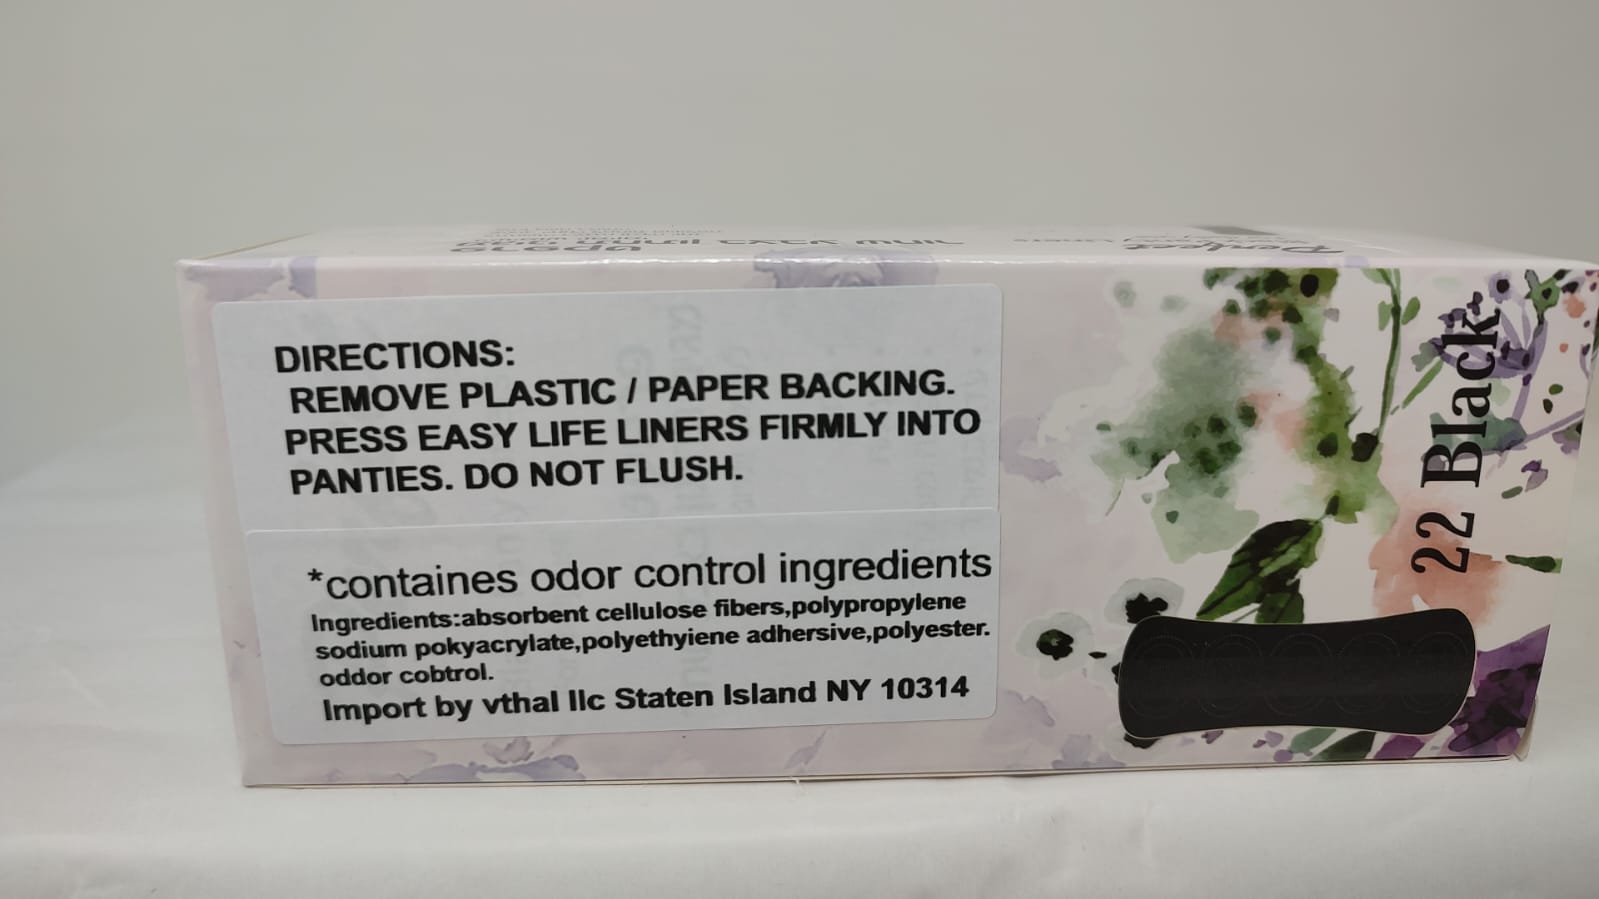 DIRECTIONS:
REMOVE PLASTIC / PAPER BACKING.
PRESS EASY LIFE LINERS FIRMLY INTO
PANTIES. DO NOT FLUSH.
*containes odor control ingredients
Ingredients:absorbent cellulose fibers,polypropylene
sodium pokyacrylate,polyethyiene adhersive,polyester.
oddor cobtrol.
Import by vthal llc Staten Island NY 10314
22 Black
Perfect